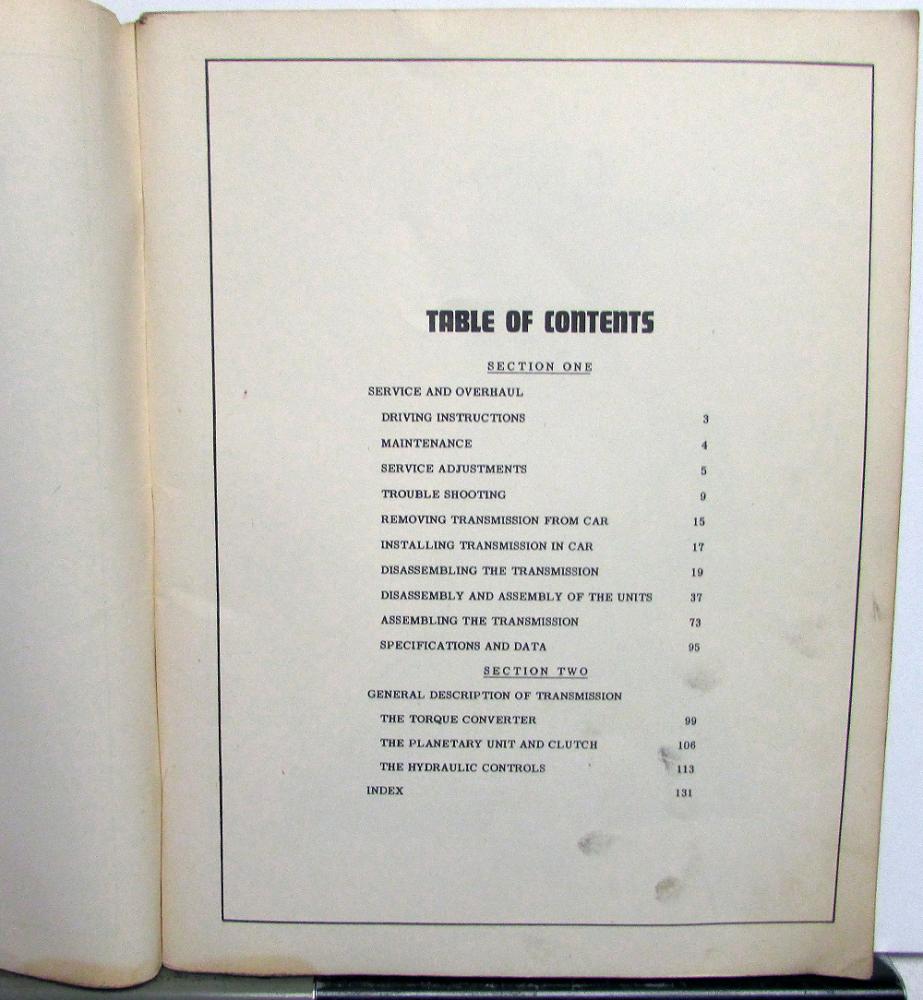 TABLE OF CONTENTS
SECTION ONE
SERVICE AND OVERHAUL
DRIVING INSTRUCTIONS 3
MAINTENANCE 4
SERVICE ADJUSTMENTS 5
TROUBLE SHOOTING 9
REMOVING TRANSMISSION FROM CAR 15
INSTALLING TRANSMISSION IN CAR 17
DISASSEMBLING THE TRANSMISSION 19
DISASSEMBLY AND ASSEMBLY OF THE UNITS 37
ASSEMBLING THE TRANSMISSION 73
SPECIFICATIONS AND DATA 95
SECTION TWO
GENERAL DESCRIPTION OF TRANSMISSION
THE TORQUE CONVERTER 99
THE PLANETARY UNIT AND CLUTCH 106
THE HYDRAULIC CONTROLS 113
INDEX 131